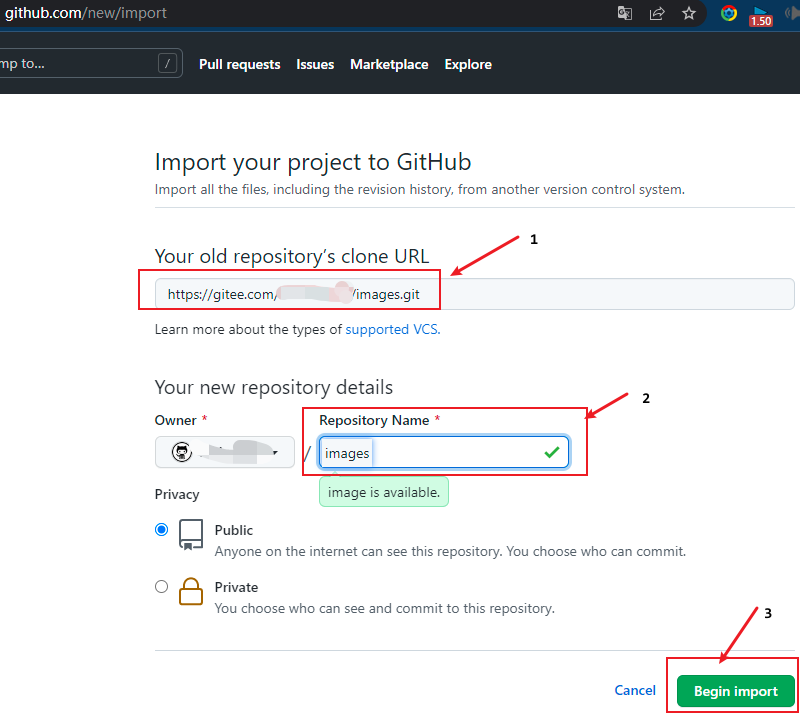 github.com/new/import
1.50
mp to...
/
Pull requests Issues Marketplace Explore
Import your project to GitHub
Import all the files, including the revision history, from another version control system.
1
Your old repository's clone URL
https://gitee.com/ /images.git
Learn more about the types of supported VCS.
Your new repository details
2
Owner * Repository Name *
/ images
image is available.
Privacy
Public
Anyone on the internet can see this repository. You choose who can commit.
Private
You choose who can see and commit to this repository.
3
Cancel Begin import